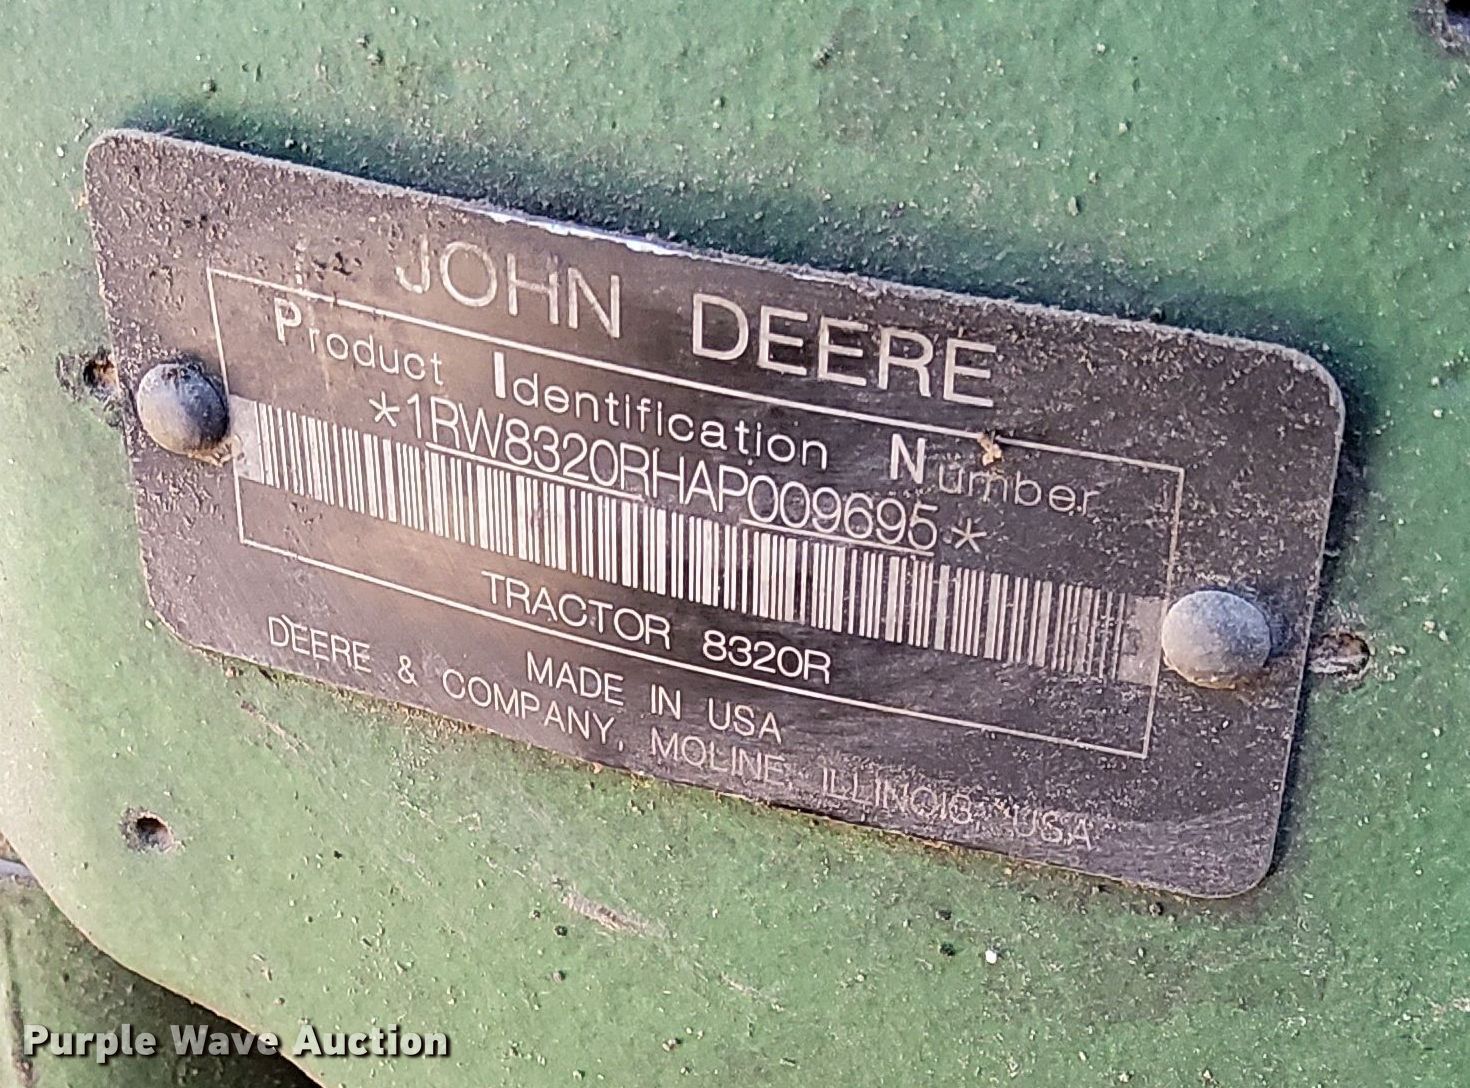 JOHN DEERE
Product Identification Number
*1RW8320RHAP009695*
TRACTOR 8320R
MADE IN USA
DEERE & COMPANY, MOLINE, ILLINOIS, USA
Purple Wave Auction